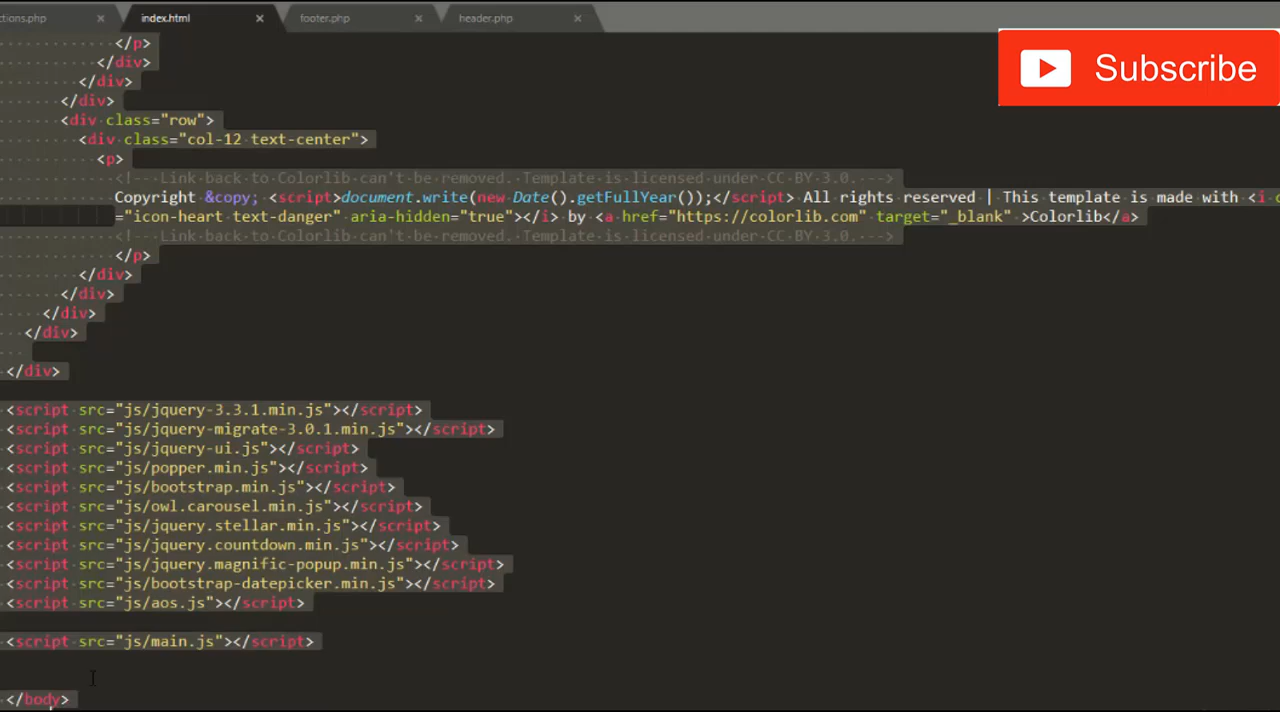 ctions.php index.html footer.php header.php
Subscribe
</p>
</div>
</div>
</div>
<div class="row">
<div class="col-12 text-center">
<p>
<!-- Link back to Colorlib can't be removed. Template is licensed under CC BY 3.0. -->
Copyright &copy; <script>document.write(new Date().getFullYear());</script> All rights reserved | This template is made with <i c
="icon-heart text-danger" aria-hidden="true"></i> by <a href="https://colorlib.com" target="_blank" >Colorlib</a>
<!-- Link back to Colorlib can't be removed. Template is licensed under CC BY 3.0. -->
</p>
</div>
</div>
</div>
</div>
</div>
<script src="js/jquery-3.3.1.min.js"></script>
<script src="js/jquery-migrate-3.0.1.min.js"></script>
<script src="js/jquery-ui.js"></script>
<script src="js/popper.min.js"></script>
<script src="js/bootstrap.min.js"></script>
<script src="js/owl.carousel.min.js"></script>
<script src="js/jquery.stellar.min.js"></script>
<script src="js/jquery.countdown.min.js"></script>
<script src="js/jquery.magnific-popup.min.js"></script>
<script src="js/bootstrap-datepicker.min.js"></script>
<script src="js/aos.js"></script>
<script src="js/main.js"></script>
</body>